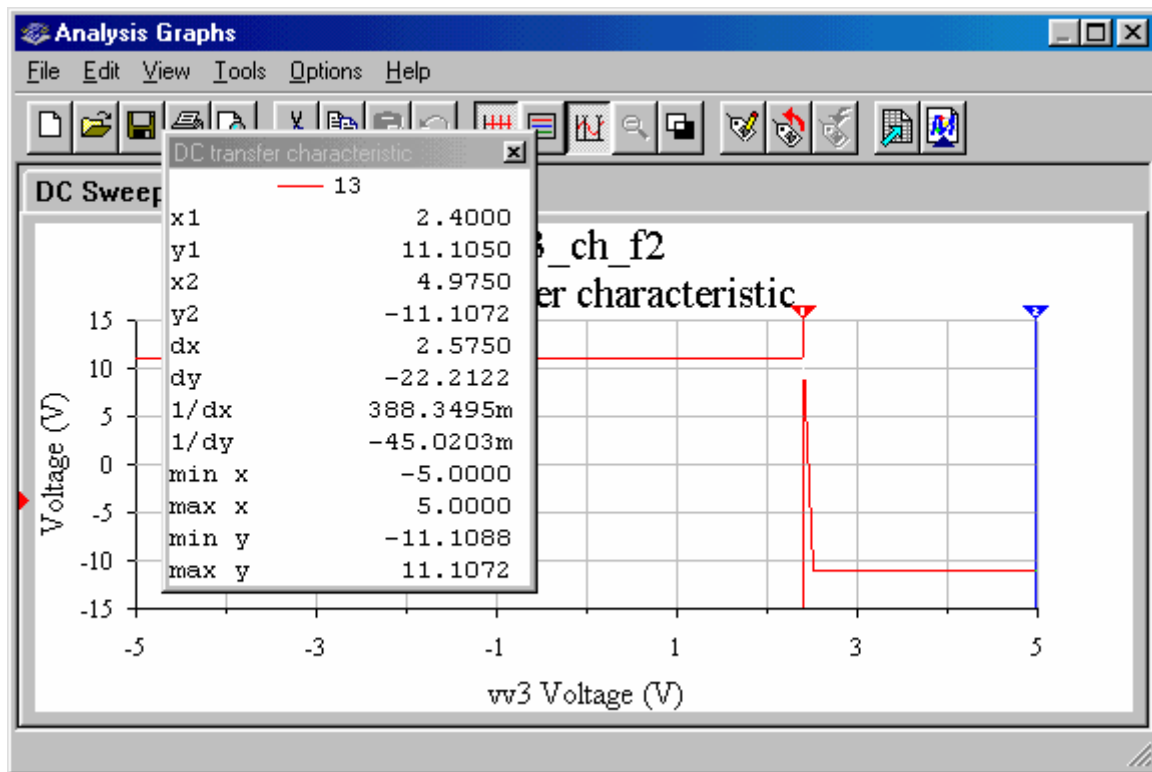 Analysis Graphs
File Edit View Tools Options Help
DC transfer characteristic
13
x1 2.4000
y1 11.1050
x2 4.9750
y2 -11.1072
dx 2.5750
dy -22.2122
1/dx 388.3495m
1/dy -45.0203m
min x -5.0000
max x 5.0000
min y -11.1088
max y 11.1072
DC Sweep
_ch_f2
er characteristic
1
2
Voltage (V)
15
10
5
0
-5
-10
-15
-5 -3 -1 1 3 5
vv3 Voltage (V)